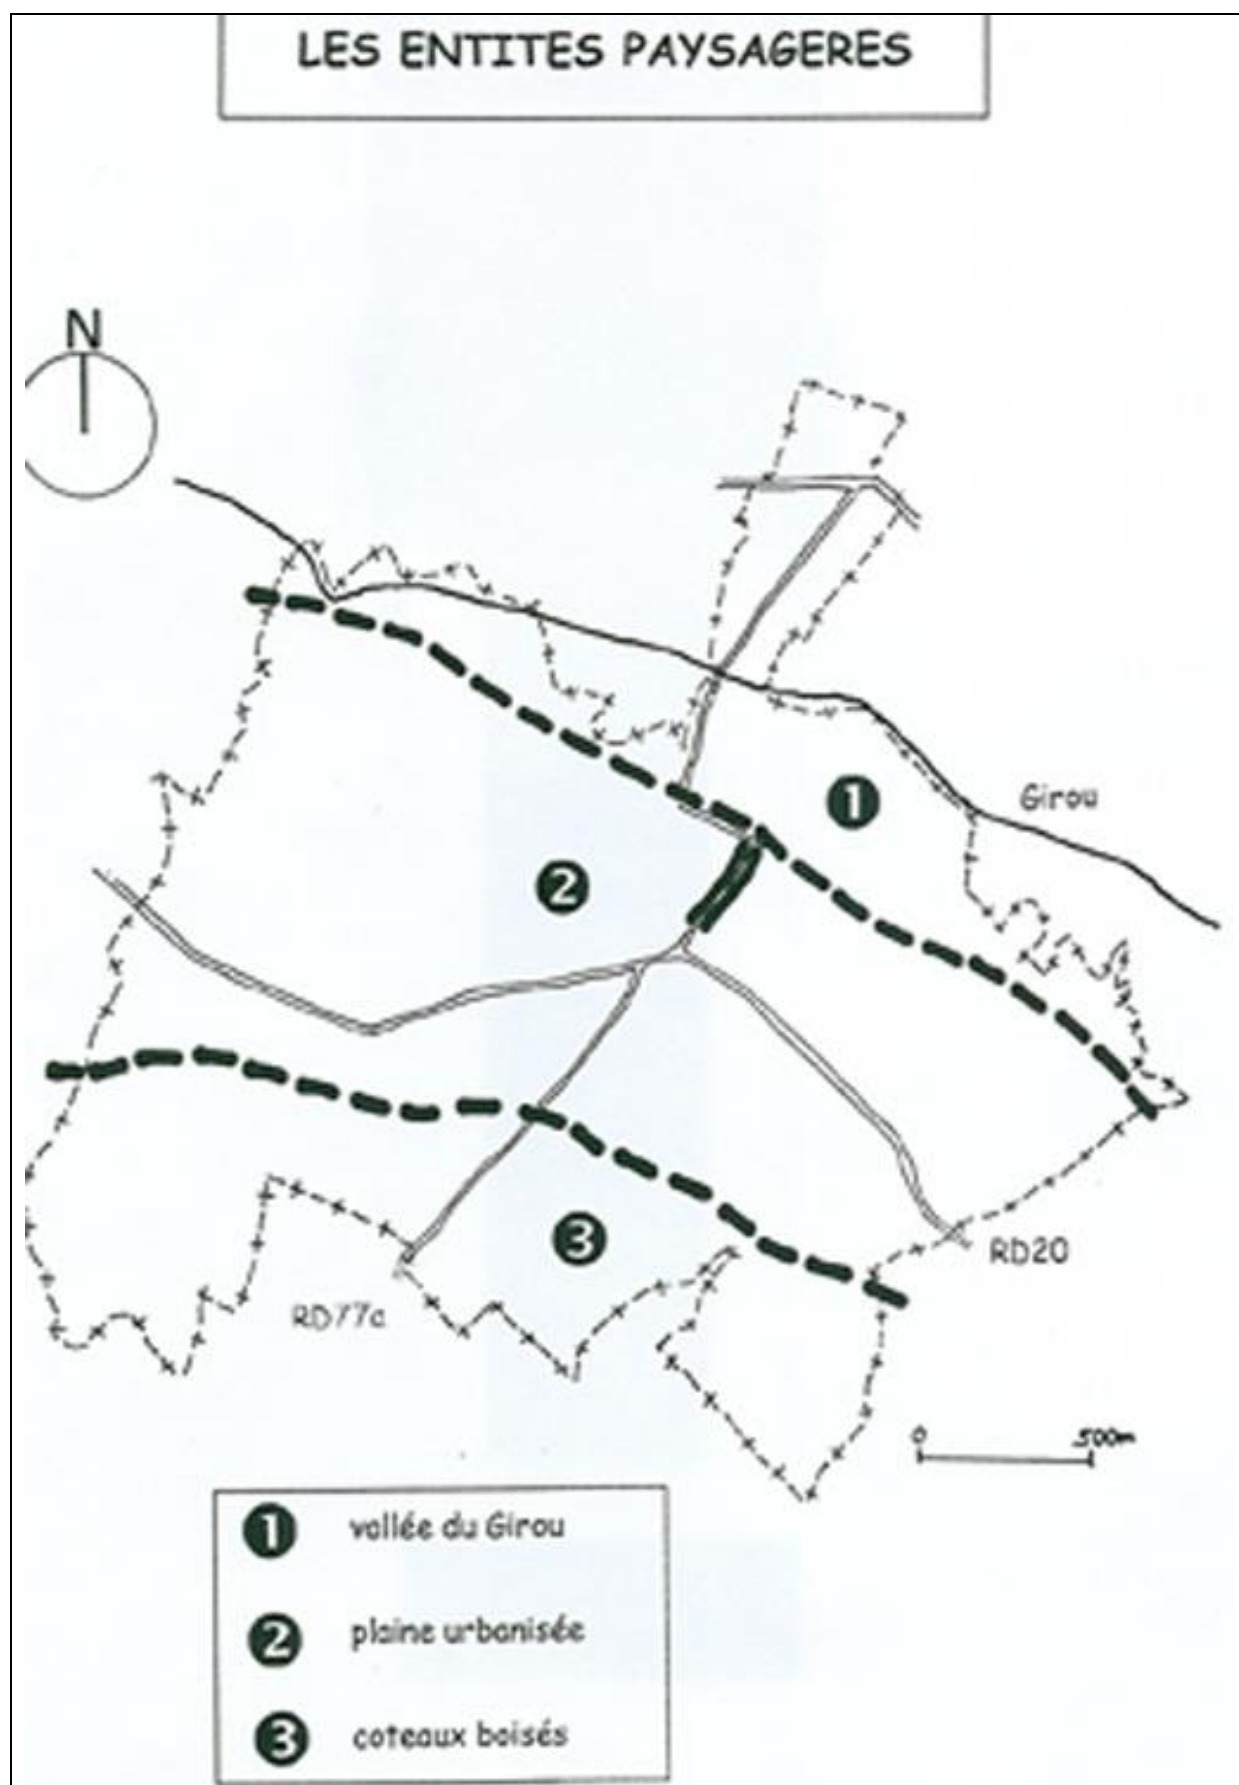 LES ENTITES PAYSAGERES
N
1
Girou
2
3
RD20
RD77c
0 500m
1 vallée du Girou
2 plaine urbanisée
3 coteaux boisés